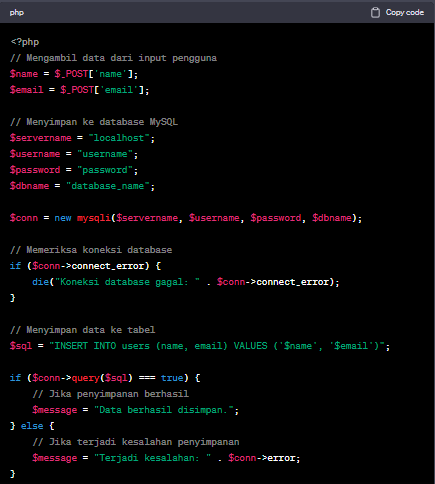 php
Copy code
<?php
// Mengambil data dari input pengguna
$name = $_POST['name'];
$email = $_POST['email'];
// Menyimpan ke database MySQL
$servername = "localhost";
$username = "username";
$password = "password";
$dbname = "database_name";
$conn = new mysqli($servername, $username, $password, $dbname);
// Memeriksa koneksi database
if ($conn->connect_error) {
    die("Koneksi database gagal: " . $conn->connect_error);
}
// Menyimpan data ke tabel
$sql = "INSERT INTO users (name, email) VALUES ('$name', '$email')";
if ($conn->query($sql) === true) {
    // Jika penyimpanan berhasil
    $message = "Data berhasil disimpan.";
} else {
    // Jika terjadi kesalahan penyimpanan
    $message = "Terjadi kesalahan: " . $conn->error;
}